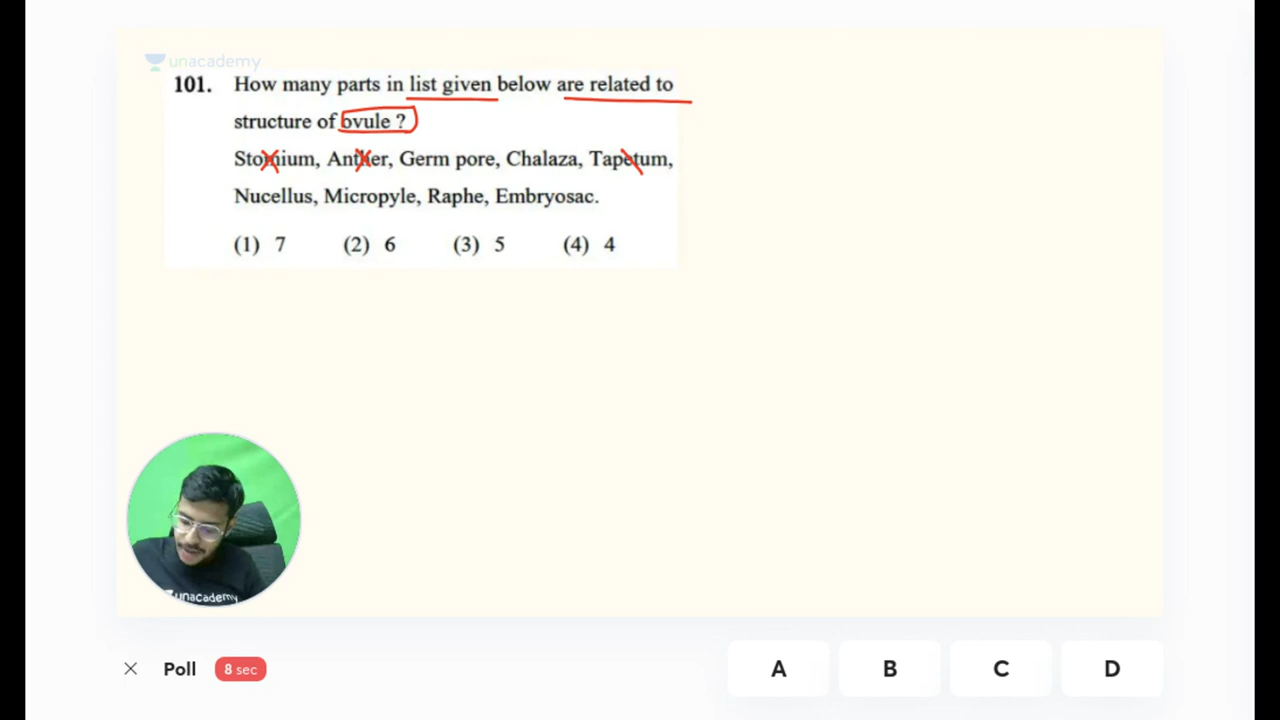 unacademy
101. How many parts in list given below are related to
structure of ovule ?
Stomium, Anther, Germ pore, Chalaza, Tapetum,
Nucellus, Micropyle, Raphe, Embryosac.
(1) 7 (2) 6 (3) 5 (4) 4
unacademy
Poll 8 sec A B C D